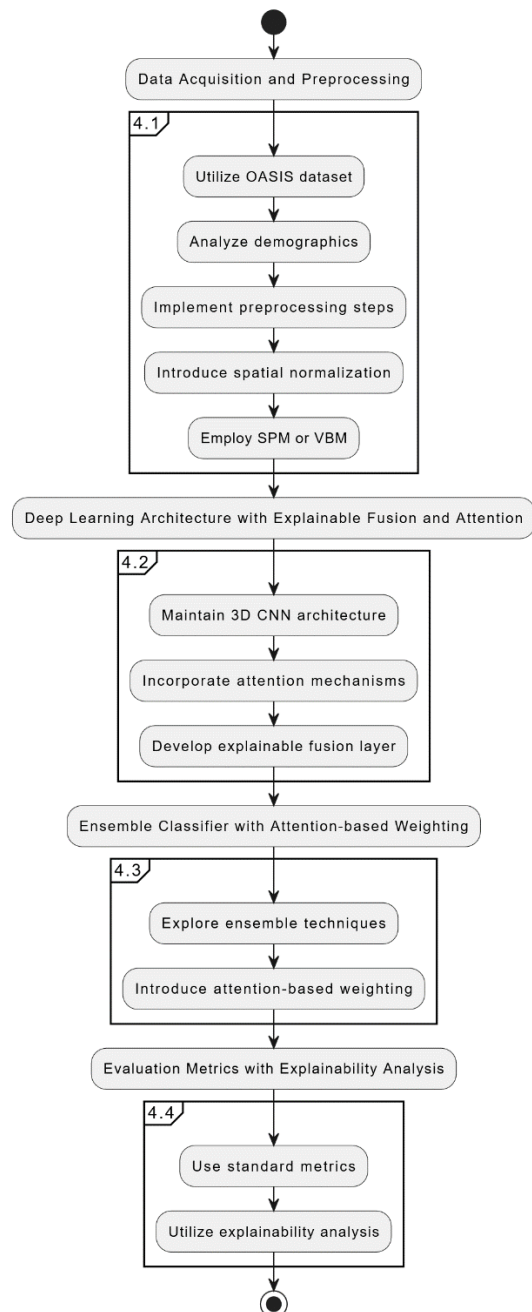 Data Acquisition and Preprocessing
4.1
Utilize OASIS dataset
Analyze demographics
Implement preprocessing steps
Introduce spatial normalization
Employ SPM or VBM
Deep Learning Architecture with Explainable Fusion and Attention
4.2
Maintain 3D CNN architecture
Incorporate attention mechanisms
Develop explainable fusion layer
Ensemble Classifier with Attention-based Weighting
4.3
Explore ensemble techniques
Introduce attention-based weighting
Evaluation Metrics with Explainability Analysis
4.4
Use standard metrics
Utilize explainability analysis